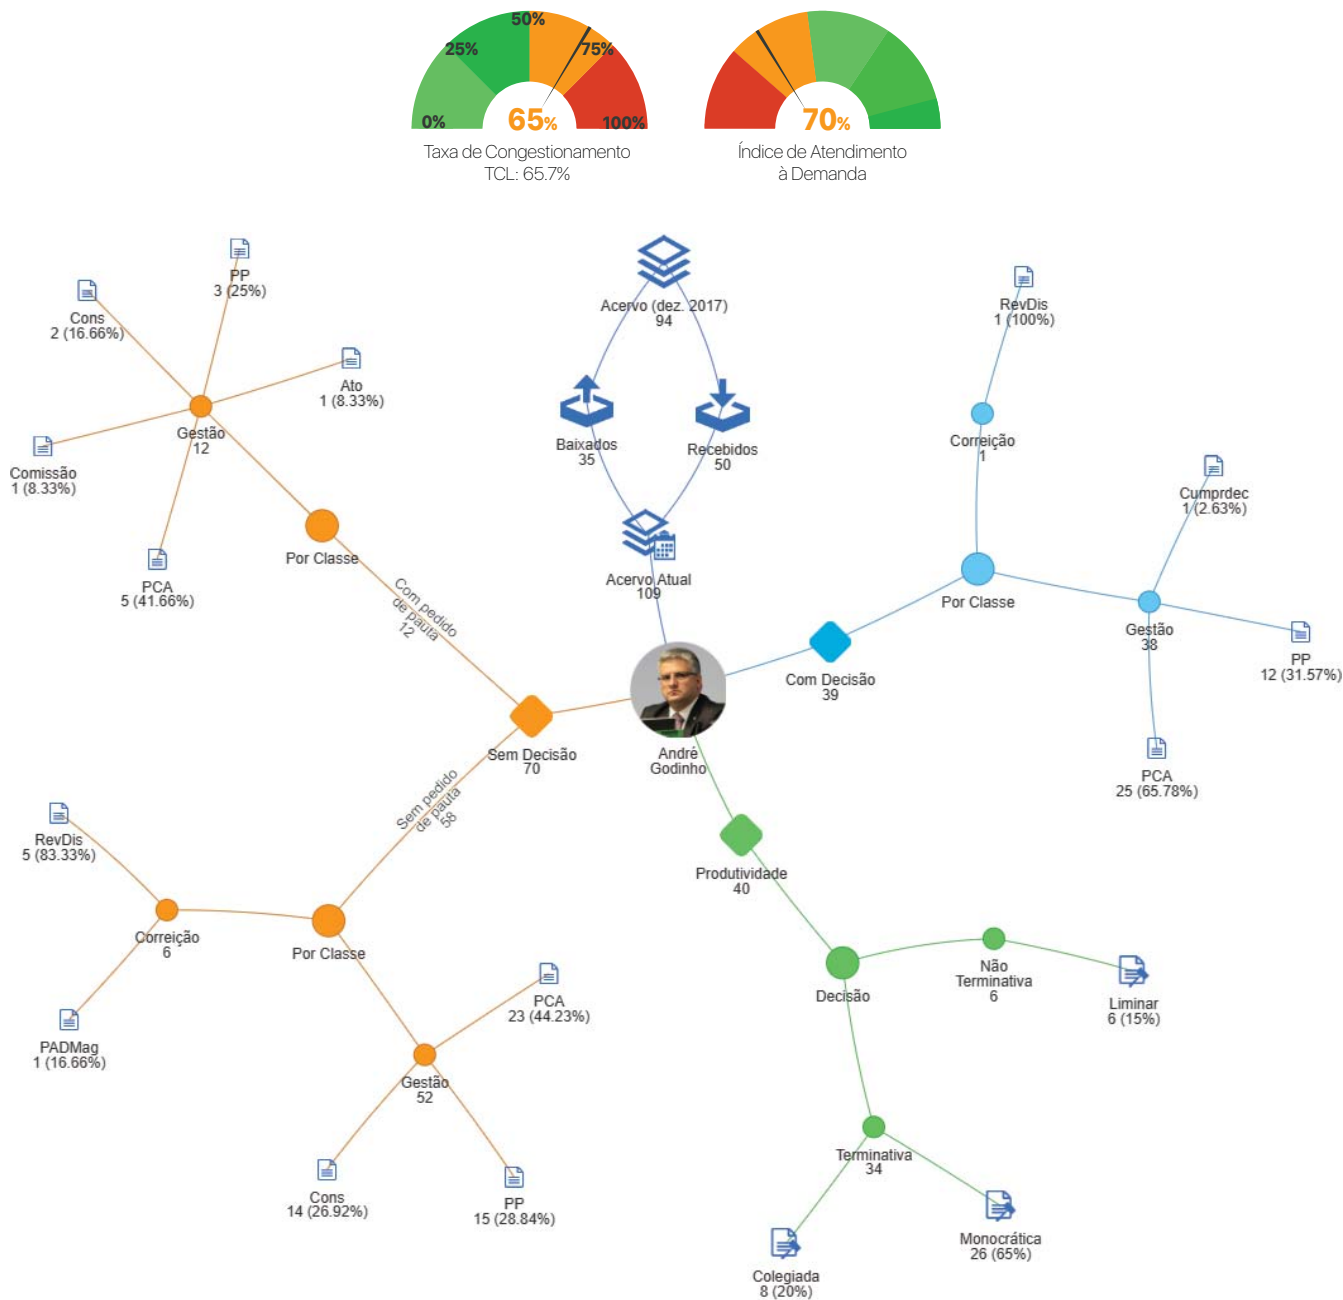 0%
25%
50%
75%
100%
65%
Taxa de Congestionamento
TCL: 65.7%
70%
Índice de Atendimento
à Demanda
PP
3 (25%)
Cons
2 (16.66%)
Ato
1 (8.33%)
Gestão
12
Comissão
1 (8.33%)
PCA
5 (41.66%)
Por Classe
Com pedido
de pauta
12
Acervo (dez. 2017)
94
Baixados
35
Recebidos
50
Acervo Atual
109
RevDis
1 (100%)
Correição
1
Cumprdec
1 (2.63%)
Por Classe
Gestão
38
PP
12 (31.57%)
PCA
25 (65.78%)
Com Decisão
39
André
Godinho
Sem Decisão
70
Sem pedido
de pauta
58
RevDis
5 (83.33%)
Correição
6
Por Classe
PADMag
1 (16.66%)
PCA
23 (44.23%)
Gestão
52
Cons
14 (26.92%)
PP
15 (28.84%)
Produtividade
40
Decisão
Não
Terminativa
6
Liminar
6 (15%)
Terminativa
34
Monocrática
26 (65%)
Colegiada
8 (20%)